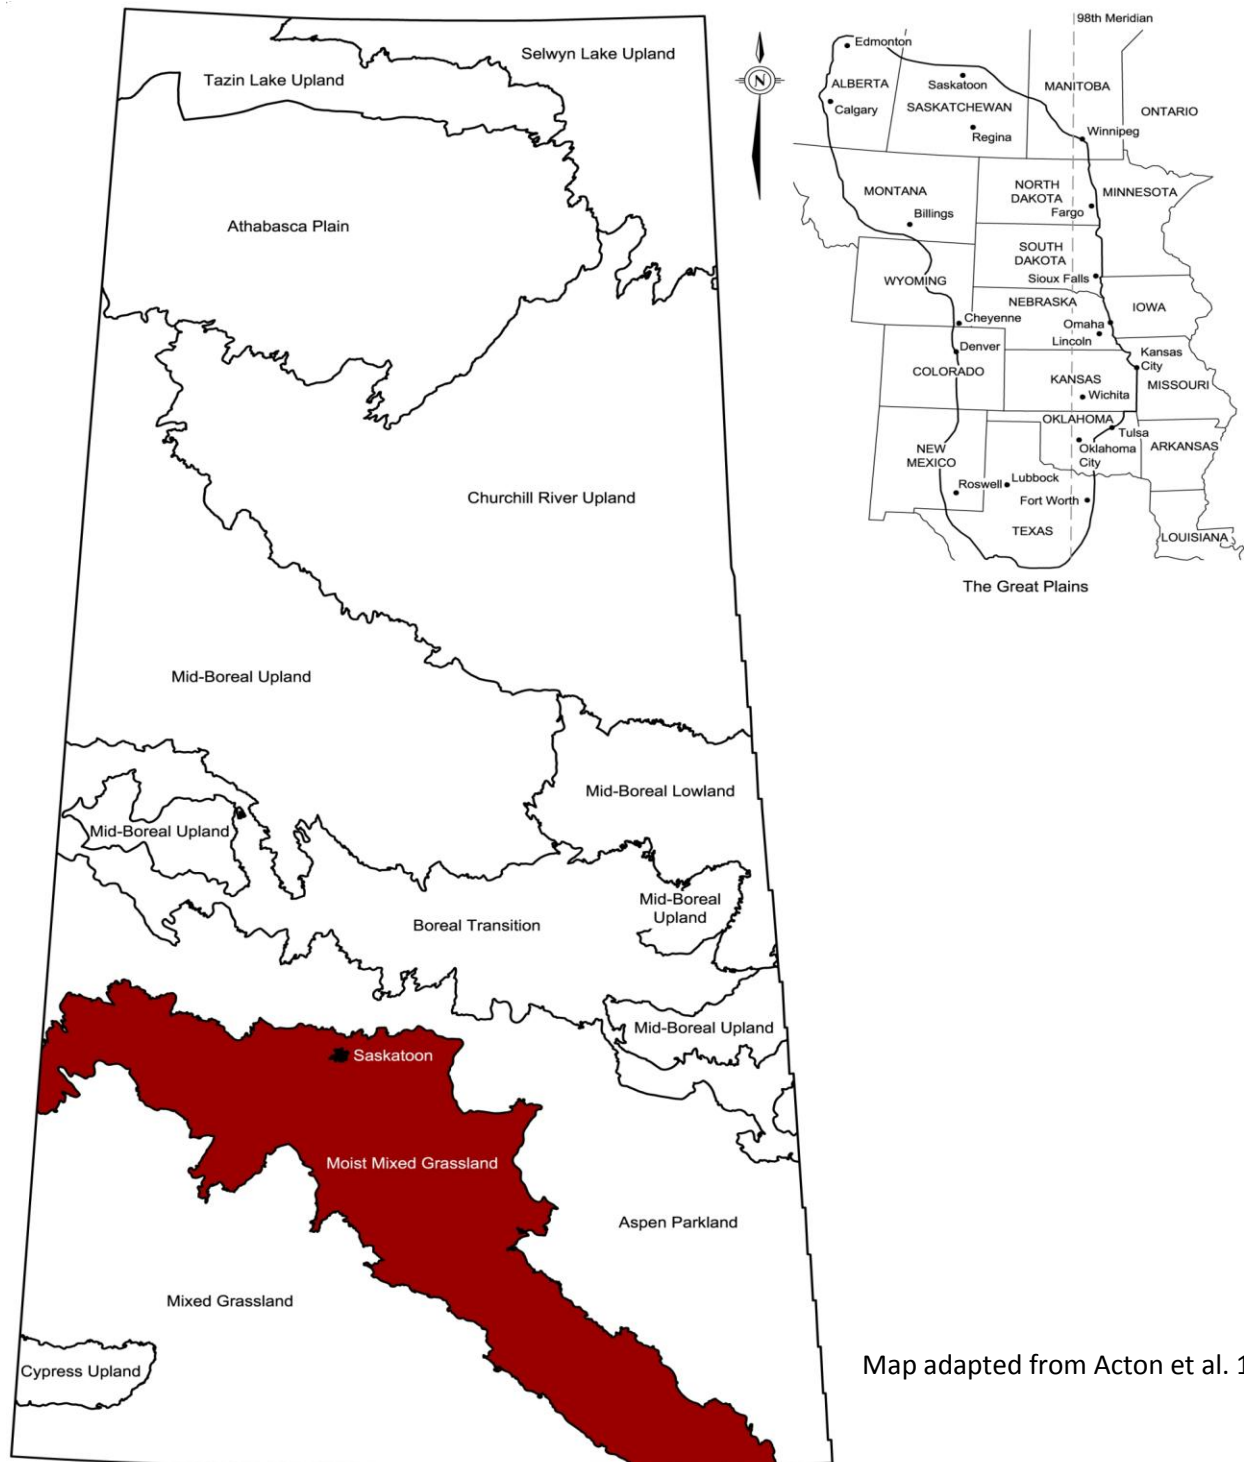 Selwyn Lake Upland
Tazin Lake Upland
Athabasca Plain
Churchill River Upland
Mid-Boreal Upland
Mid-Boreal Lowland
Mid-Boreal Upland
Mid-Boreal
Upland
Boreal Transition
Mid-Boreal Upland
Saskatoon
Moist Mixed Grassland
Aspen Parkland
Mixed Grassland
Cypress Upland
N
98th Meridian
Edmonton
ALBERTA
Calgary
Saskatoon
SASKATCHEWAN
Regina
MANITOBA
Winnipeg
ONTARIO
MONTANA
Billings
NORTH
DAKOTA
Fargo
MINNESOTA
SOUTH
DAKOTA
Sioux Falls
WYOMING
NEBRASKA
IOWA
Cheyenne
Omaha
Lincoln
Denver
COLORADO
Kansas
City
KANSAS
MISSOURI
Wichita
OKLAHOMA
Tulsa
Oklahoma
City
ARKANSAS
NEW
MEXICO
Roswell
Lubbock
Fort Worth
TEXAS
LOUISIANA
The Great Plains
Map adapted from Acton et al. 1